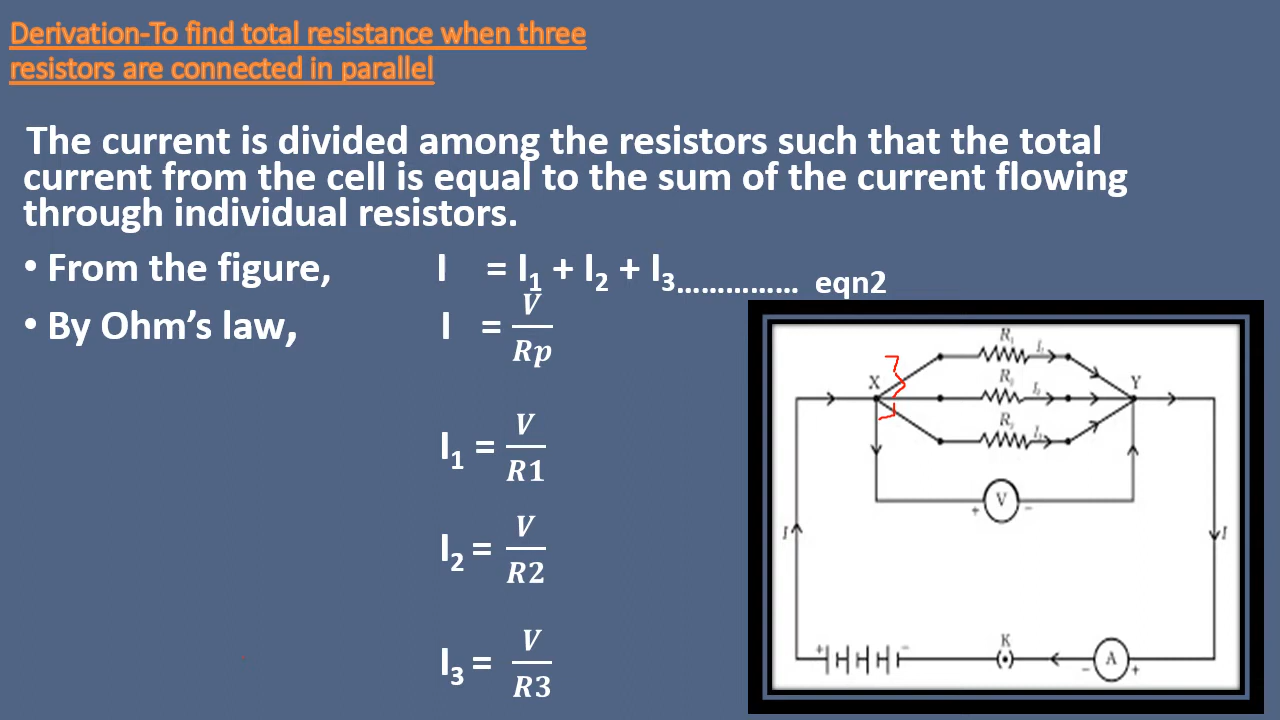 Derivation-To find total resistance when three
resistors are connected in parallel
The current is divided among the resistors such that the total
current from the cell is equal to the sum of the current flowing
through individual resistors.
• From the figure, I = I₁ + I₂ + I₃…………… eqn2
• By Ohm's law, I = V/Rp
I₁ = V/R1
I₂ = V/R2
I₃ = V/R3
R₁ I₁
X R₂ I₂ Y
R₃ I₃
+ V −
I I
+ − K − A +